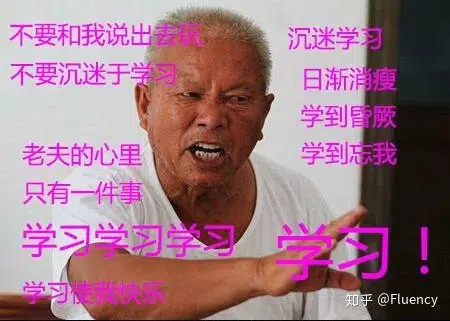 不要和我说出去玩
不要沉迷于学习
老夫的心里
只有一件事
学习学习学习
学习使我快乐
沉迷学习
日渐消瘦
学到昏厥
学到忘我
学习！
知乎 @Fluency